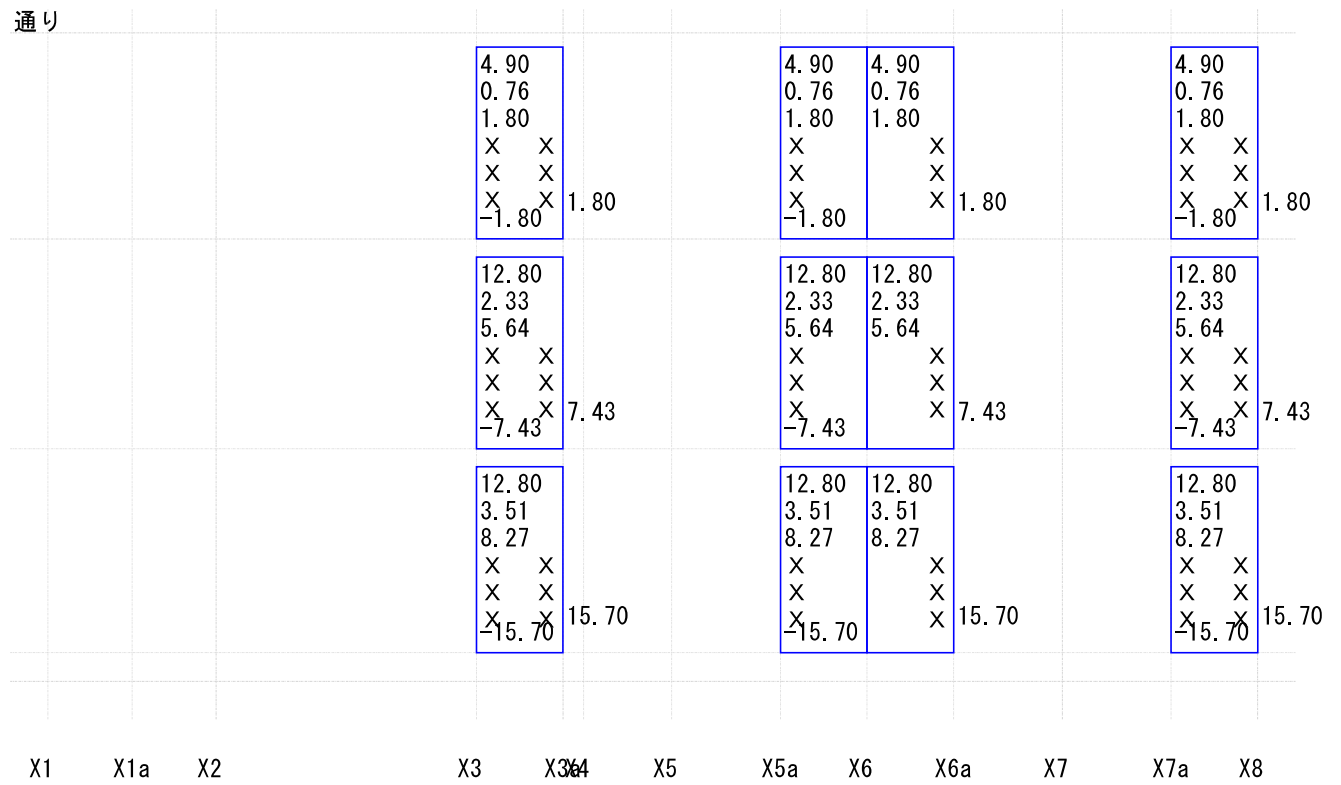 通り
4.90 4.90 4.90 4.90
0.76 0.76 0.76 0.76
1.80 1.80 1.80 1.80
X X X X X X
X X X X X X
X X 1.80 X X 1.80 X X 1.80
-1.80 -1.80 -1.80
12.80 12.80 12.80 12.80
2.33 2.33 2.33 2.33
5.64 5.64 5.64 5.64
X X X X X X
X X X X X X
X X 7.43 X X 7.43 X X 7.43
-7.43 -7.43 -7.43
12.80 12.80 12.80 12.80
3.51 3.51 3.51 3.51
8.27 8.27 8.27 8.27
X X X X X X
X X X X X X
X X 15.70 X X 15.70 X X 15.70
-15.70 -15.70 -15.70
X1 X1a X2 X3 X3a X4 X5 X5a X6 X6a X7 X7a X8